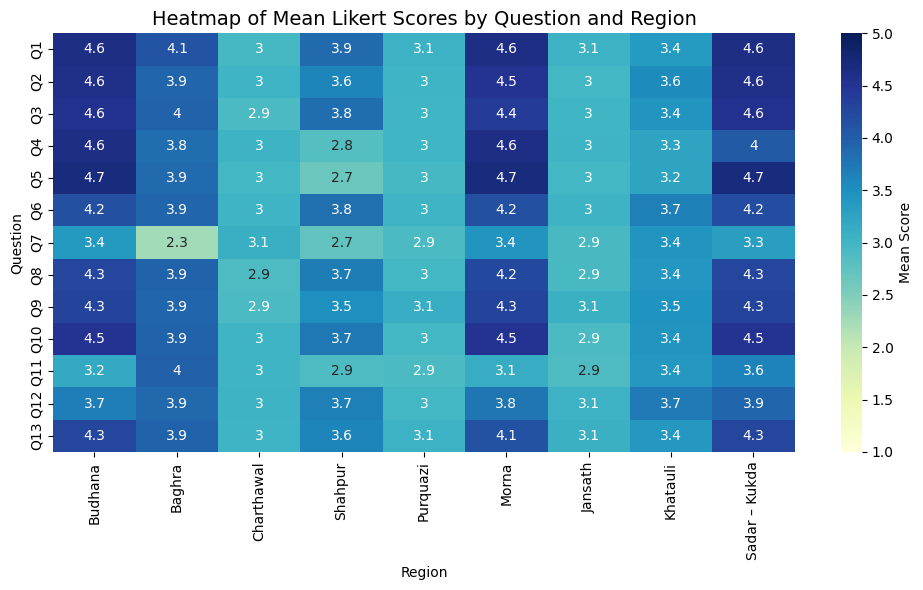 Heatmap of Mean Likert Scores by Question and Region
Q1 4.6 4.1 3 3.9 3.1 4.6 3.1 3.4 4.6
Q2 4.6 3.9 3 3.6 3 4.5 3 3.6 4.6
Q3 4.6 4 2.9 3.8 3 4.4 3 3.4 4.6
Q4 4.6 3.8 3 2.8 3 4.6 3 3.3 4
Q5 4.7 3.9 3 2.7 3 4.7 3 3.2 4.7
Q6 4.2 3.9 3 3.8 3 4.2 3 3.7 4.2
Q7 3.4 2.3 3.1 2.7 2.9 3.4 2.9 3.4 3.3
Q8 4.3 3.9 2.9 3.7 3 4.2 2.9 3.4 4.3
Q9 4.3 3.9 2.9 3.5 3.1 4.3 3.1 3.5 4.3
Q10 4.5 3.9 3 3.7 3 4.5 2.9 3.4 4.5
Q11 3.2 4 3 2.9 2.9 3.1 2.9 3.4 3.6
Q12 3.7 3.9 3 3.7 3 3.8 3.1 3.7 3.9
Q13 4.3 3.9 3 3.6 3.1 4.1 3.1 3.4 4.3
Question
Budhana
Baghra
Charthawal
Shahpur
Purquazi
Morna
Jansath
Khatauli
Sadar – Kukda
Region
5.0
4.5
4.0
3.5
3.0
2.5
2.0
1.5
1.0
Mean Score